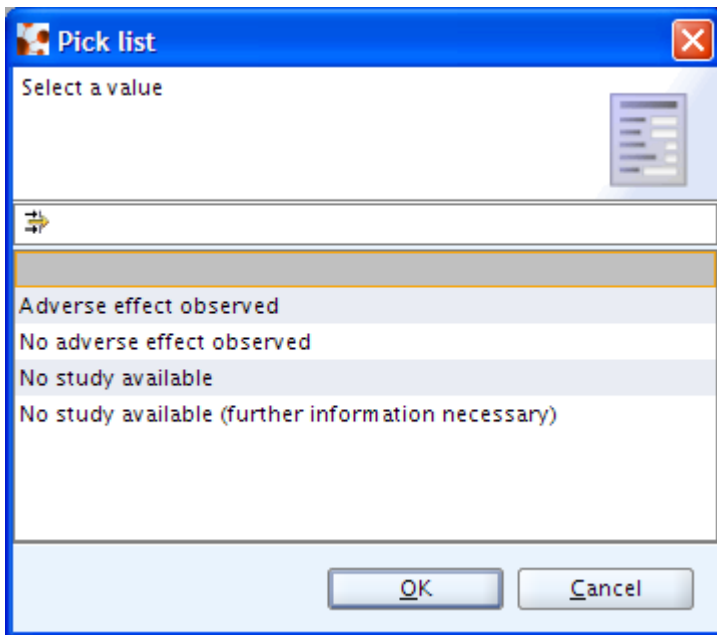 Pick list
Select a value
Adverse effect observed
No adverse effect observed
No study available
No study available (further information necessary)
OK
Cancel